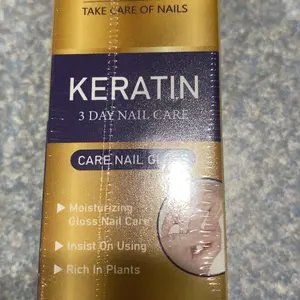 TAKE CARE OF NAILS
KERATIN
3 DAY NAIL CARE
CARE NAIL
Moisturizing
Gloss Nail Care
Insist On Using
Rich In Plants